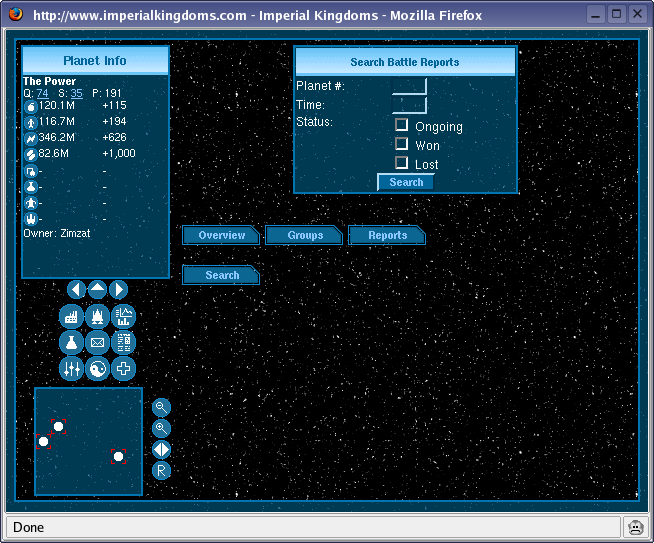 http://www.imperialkingdoms.com - Imperial Kingdoms - Mozilla Firefox
Planet Info
The Power
Q: 74 S: 35 P: 191
120.1M +115
116.7M +194
346.2M +626
82.6M +1,000
- -
- -
- -
- -
Owner: Zimzat
Search Battle Reports
Planet #:
Time:
Status:
Ongoing
Won
Lost
Search
Overview Groups Reports
Search
R
Done